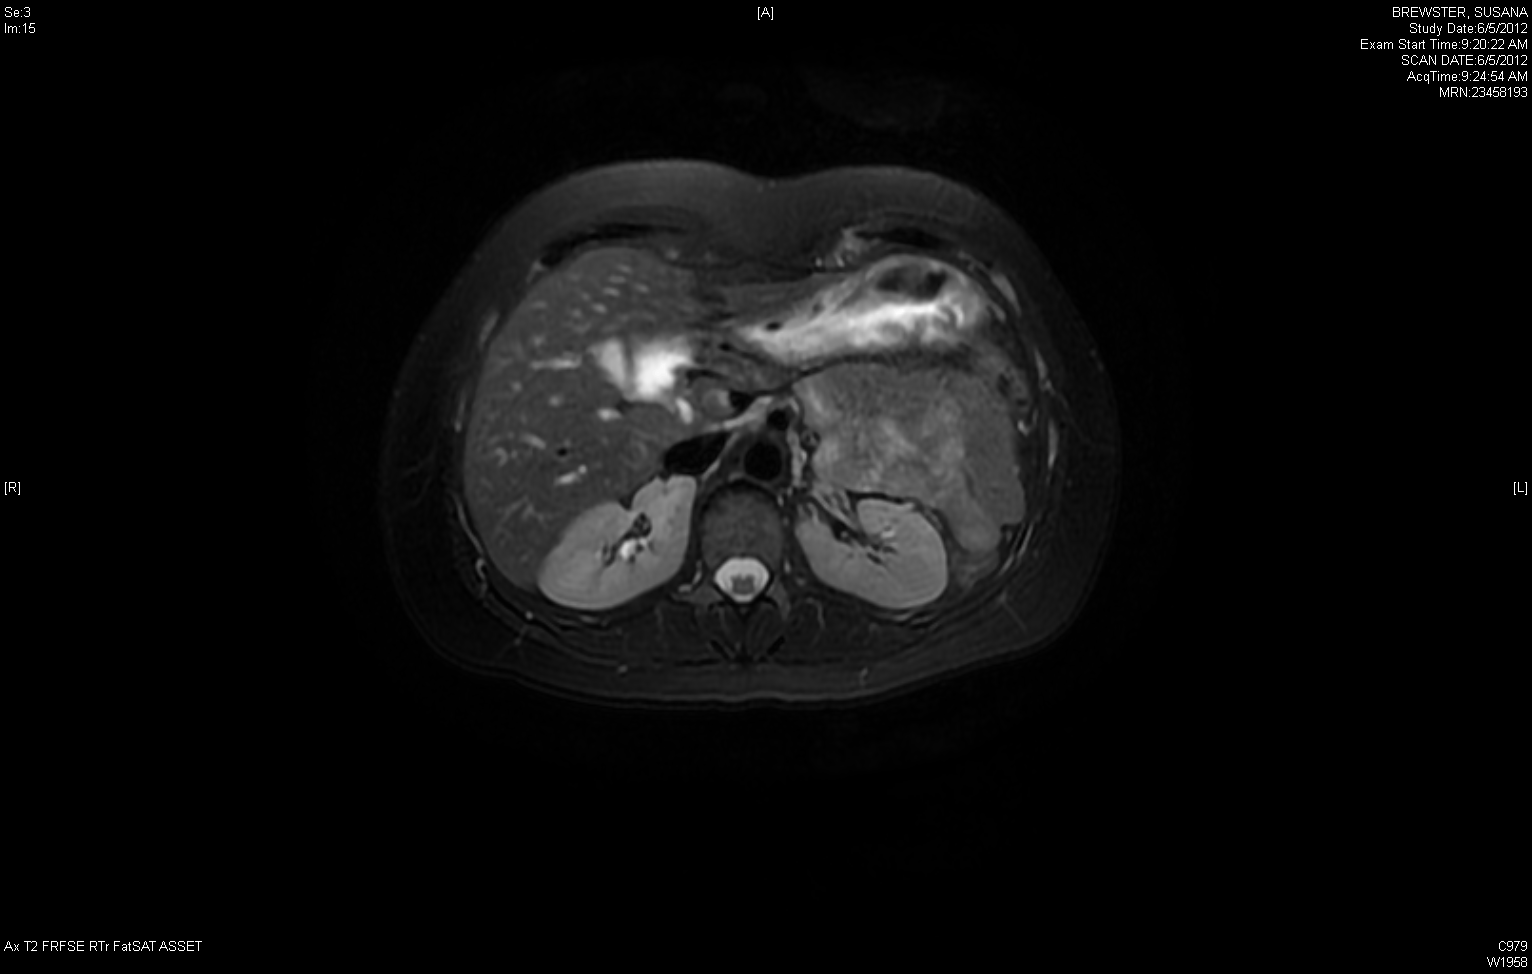 Se:3
Im:15
[A]
BREWSTER, SUSANA
Study Date:6/5/2012
Exam Start Time:9:20:22 AM
SCAN DATE:6/5/2012
AcqTime:9:24:54 AM
MRN:23458193
[R]
[L]
Ax T2 FRFSE RTr FatSAT ASSET
C979
W1958